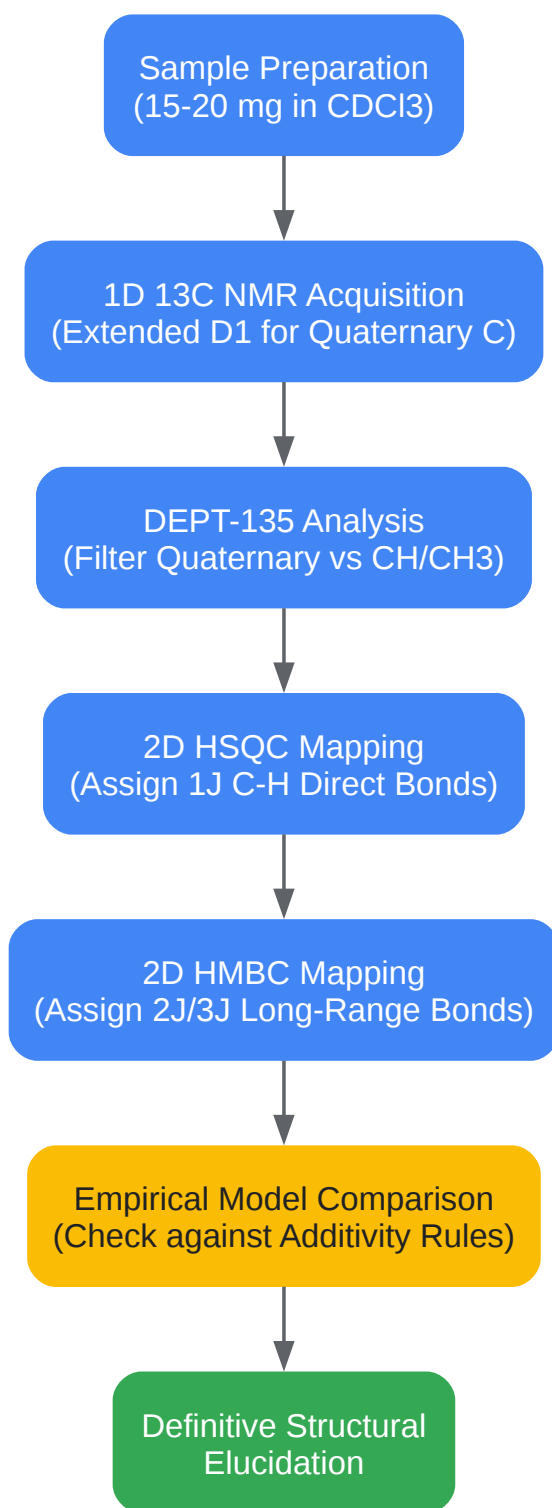 Sample Preparation
(15-20 mg in CDCl3)
1D 13C NMR Acquisition
(Extended D1 for Quaternary C)
DEPT-135 Analysis
(Filter Quaternary vs CH/CH3)
2D HSQC Mapping
(Assign 1J C-H Direct Bonds)
2D HMBC Mapping
(Assign 2J/3J Long-Range Bonds)
Empirical Model Comparison
(Check against Additivity Rules)
Definitive Structural
Elucidation